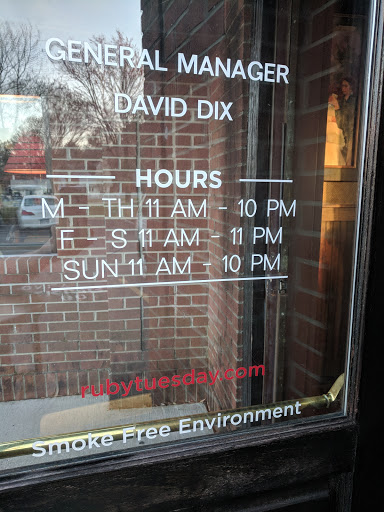 GENERAL MANAGER
DAVID DIX
HOURS
M - TH 11 AM - 10 PM
F - S 11 AM - 11 PM
SUN 11 AM - 10 PM
rubytuesday.com
Smoke Free Environment